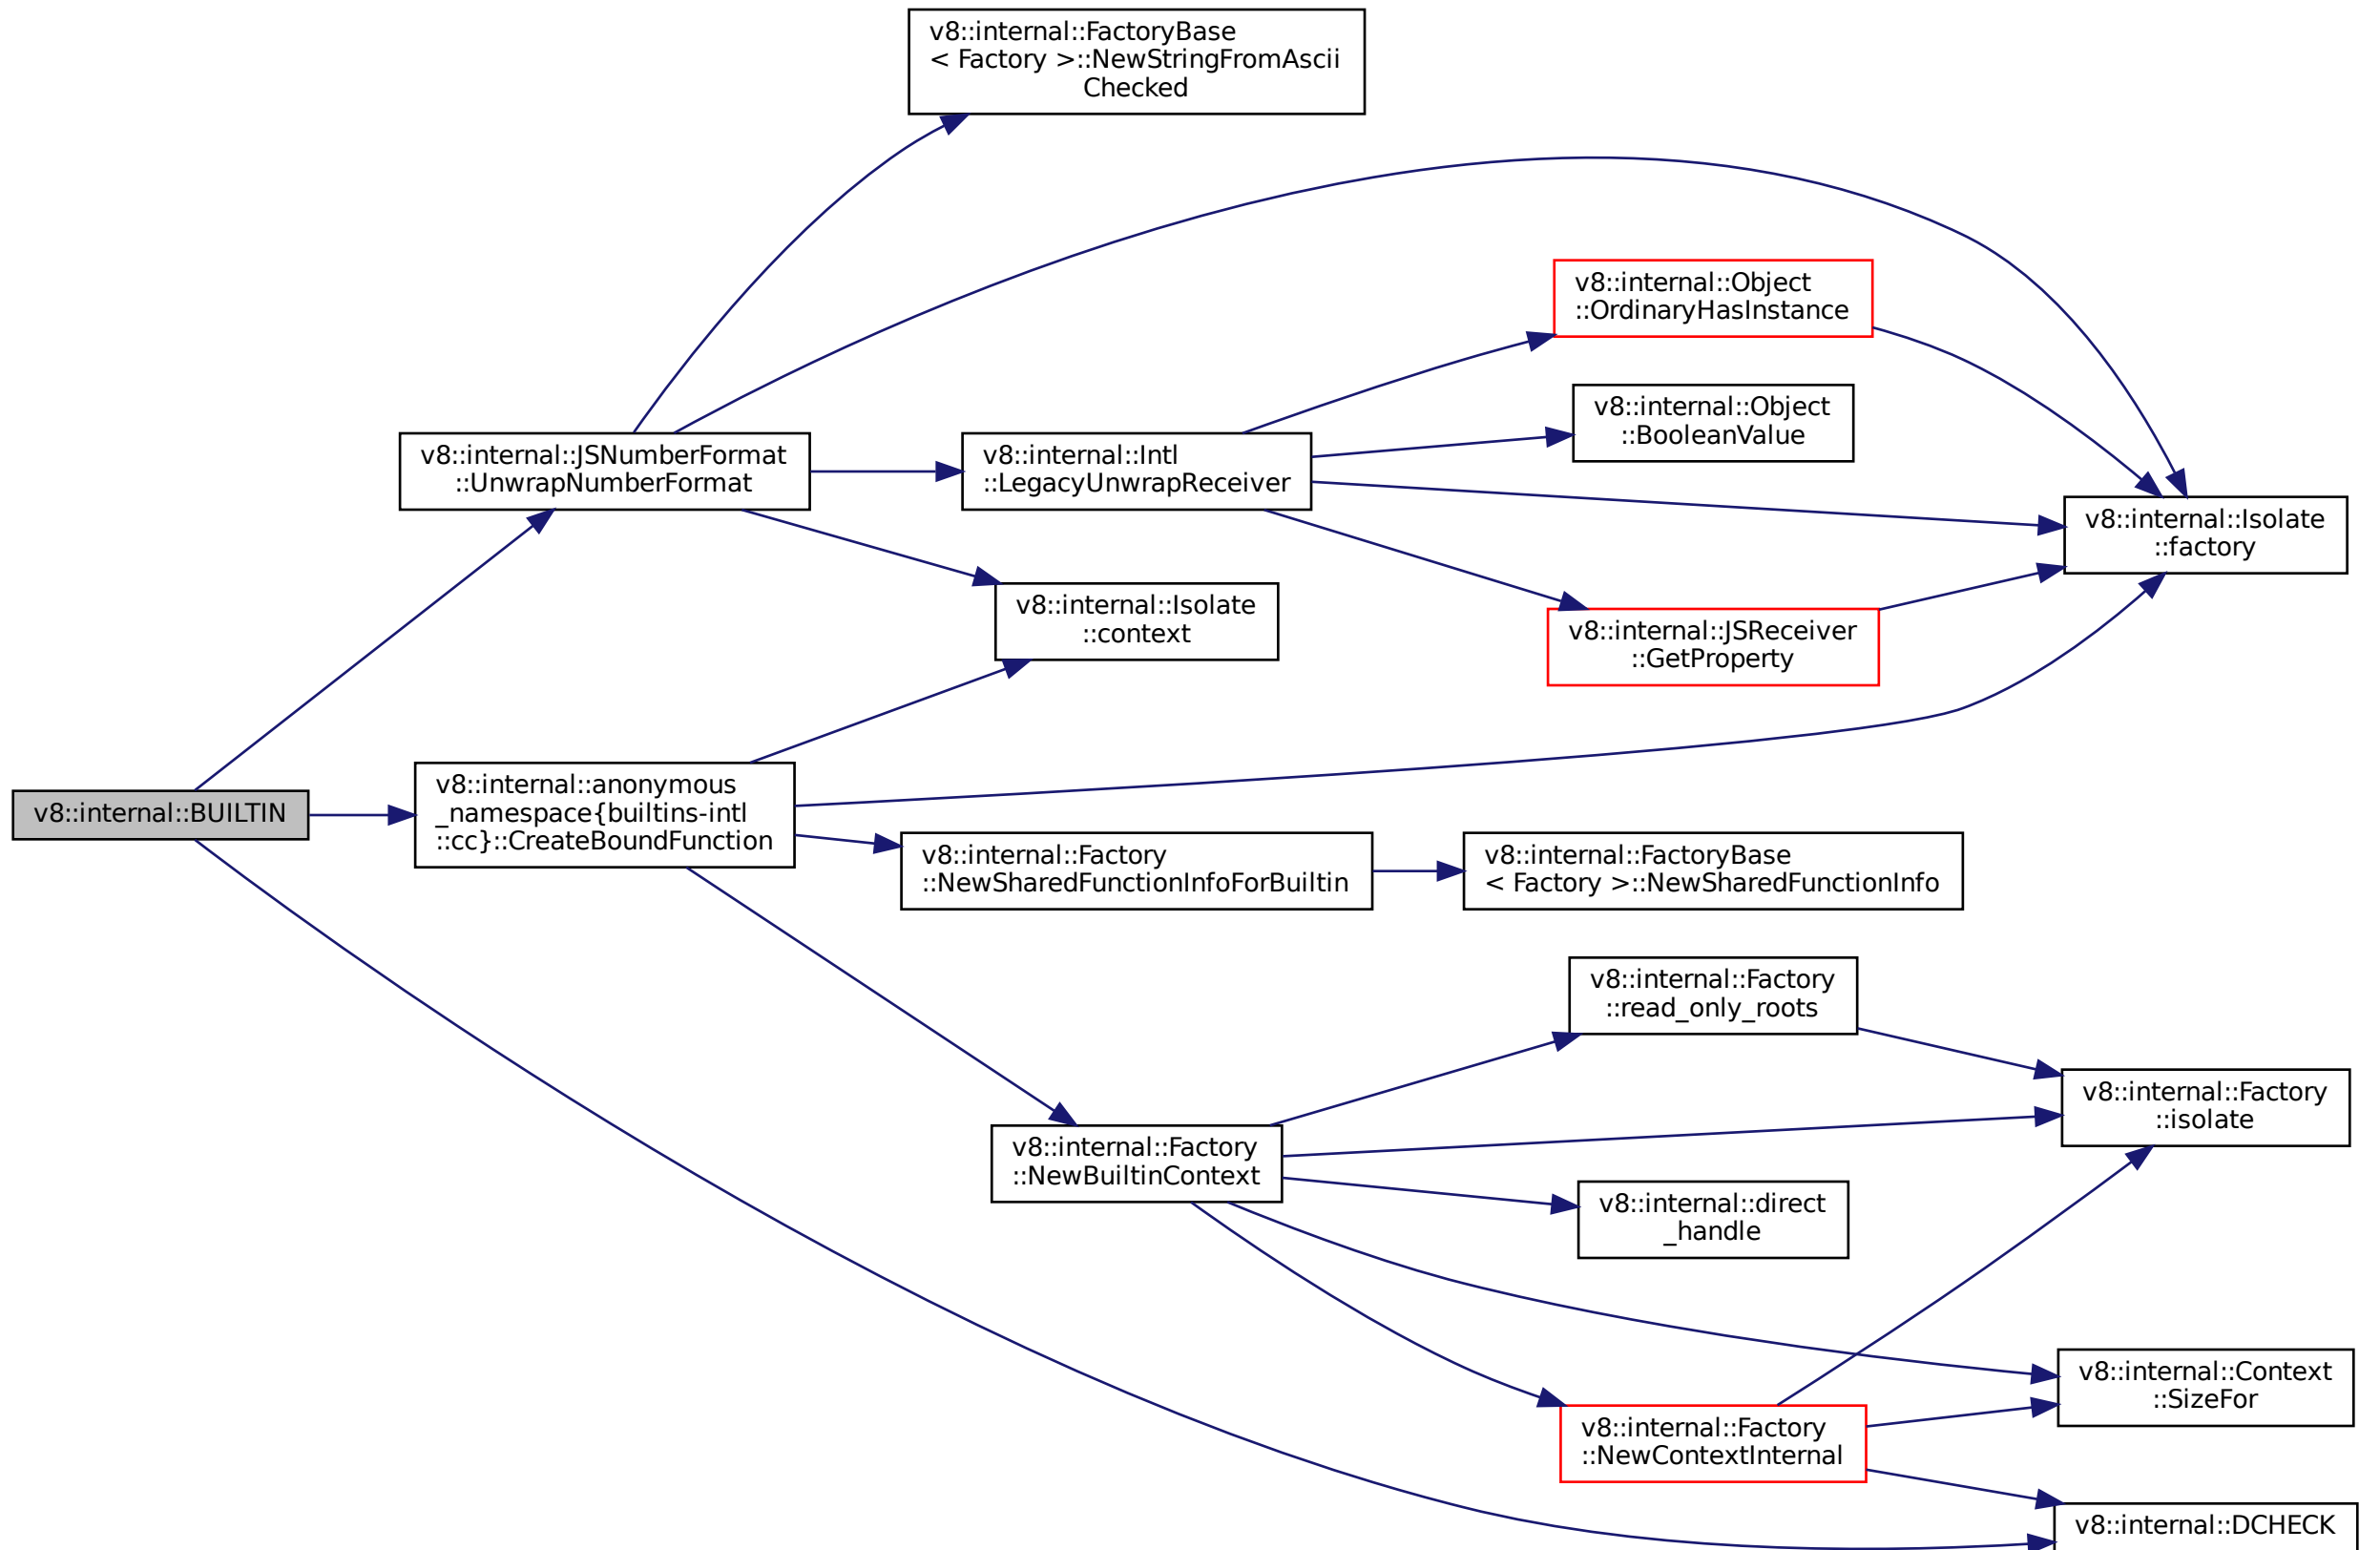 v8::internal::FactoryBase
< Factory >::NewStringFromAscii
Checked
v8::internal::Object
::OrdinaryHasInstance
v8::internal::Object
::BooleanValue
v8::internal::JSNumberFormat
::UnwrapNumberFormat
v8::internal::Intl
::LegacyUnwrapReceiver
v8::internal::Isolate
::factory
v8::internal::Isolate
::context
v8::internal::JSReceiver
::GetProperty
v8::internal::BUILTIN
v8::internal::anonymous
_namespace{builtins-intl
::cc}::CreateBoundFunction
v8::internal::Factory
::NewSharedFunctionInfoForBuiltin
v8::internal::FactoryBase
< Factory >::NewSharedFunctionInfo
v8::internal::Factory
::read_only_roots
v8::internal::Factory
::isolate
v8::internal::Factory
::NewBuiltinContext
v8::internal::direct
_handle
v8::internal::Context
::SizeFor
v8::internal::Factory
::NewContextInternal
v8::internal::DCHECK